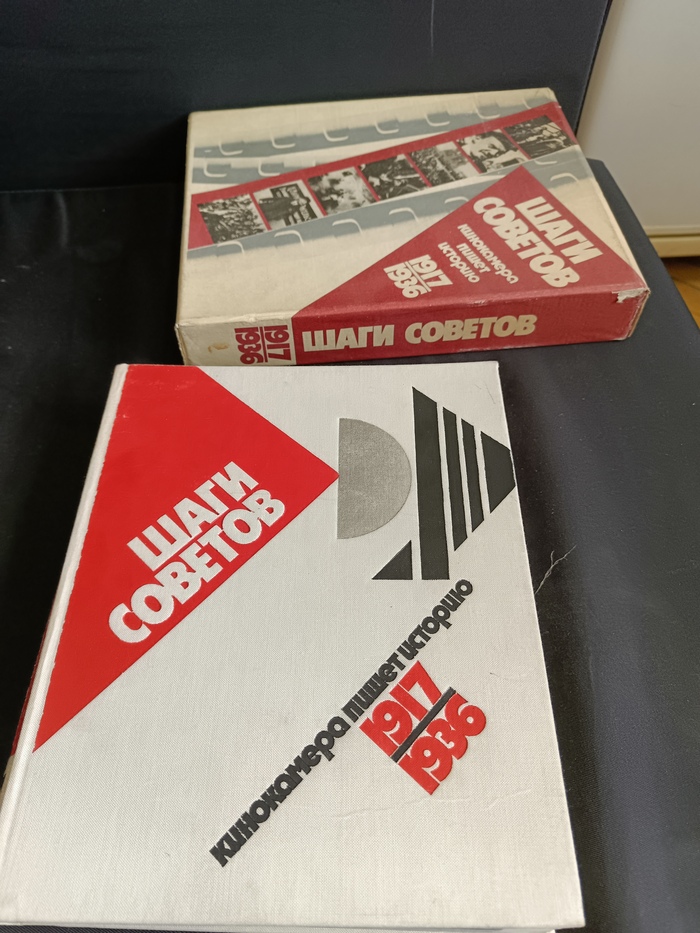 ШАГИ
СОВЕТОВ
кинокамера
пишет
историю
1917
1936
1917
1936
ШАГИ СОВЕТОВ
ШАГИ
СОВЕТОВ
кинокамера пишет историю
1917
1936